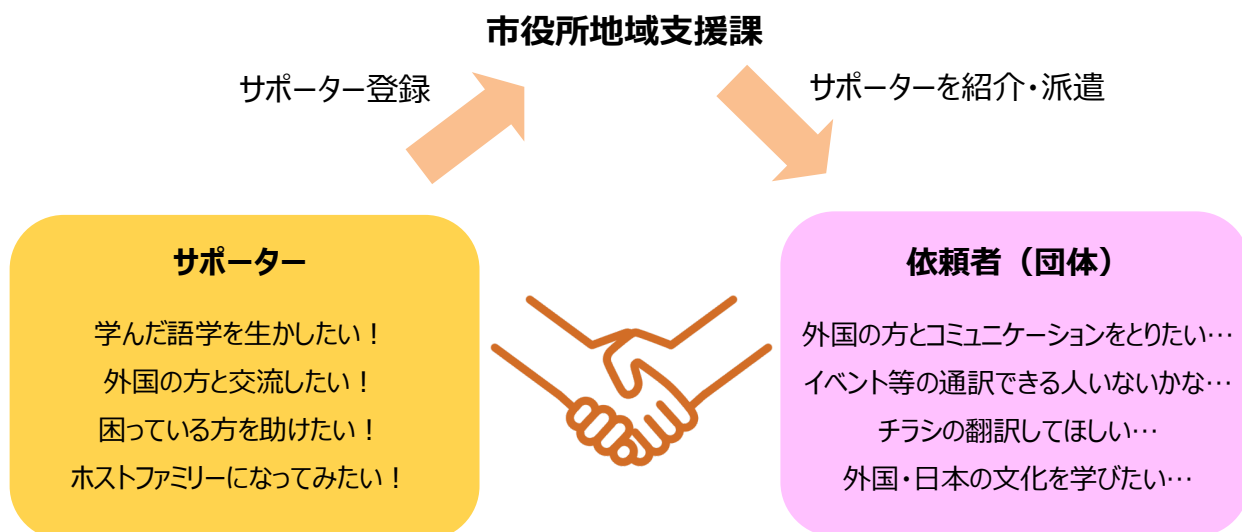 市役所地域支援課
サポーター登録
サポーターを紹介・派遣
サポーター
学んだ語学を生かしたい！
外国の方と交流したい！
困っている方を助けたい！
ホストファミリーになってみたい！
依頼者（団体）
外国の方とコミュニケーションをとりたい…
イベント等の通訳できる人いないかな…
チラシの翻訳してほしい…
外国・日本の文化を学びたい…